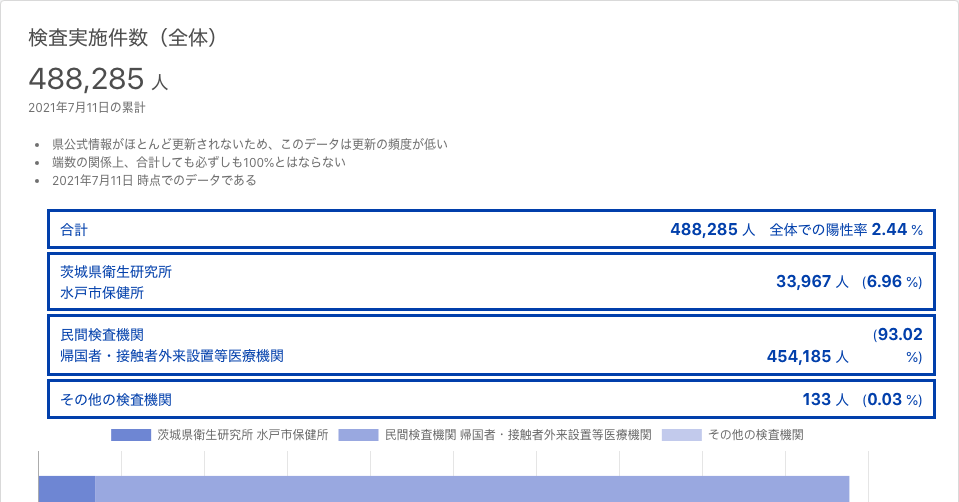 検査実施件数（全体）
488,285 人
2021年7月11日の累計
• 県公式情報がほとんど更新されないため、このデータは更新の頻度が低い
• 端数の関係上、合計しても必ずしも100%とはならない
• 2021年7月11日 時点でのデータである
合計 488,285 人 全体での陽性率 2.44 %
茨城県衛生研究所
水戸市保健所 33,967 人 (6.96 %)
民間検査機関 (93.02
帰国者・接触者外来設置等医療機関 454,185 人 %)
その他の検査機関 133 人 (0.03 %)
茨城県衛生研究所 水戸市保健所 民間検査機関 帰国者・接触者外来設置等医療機関 その他の検査機関